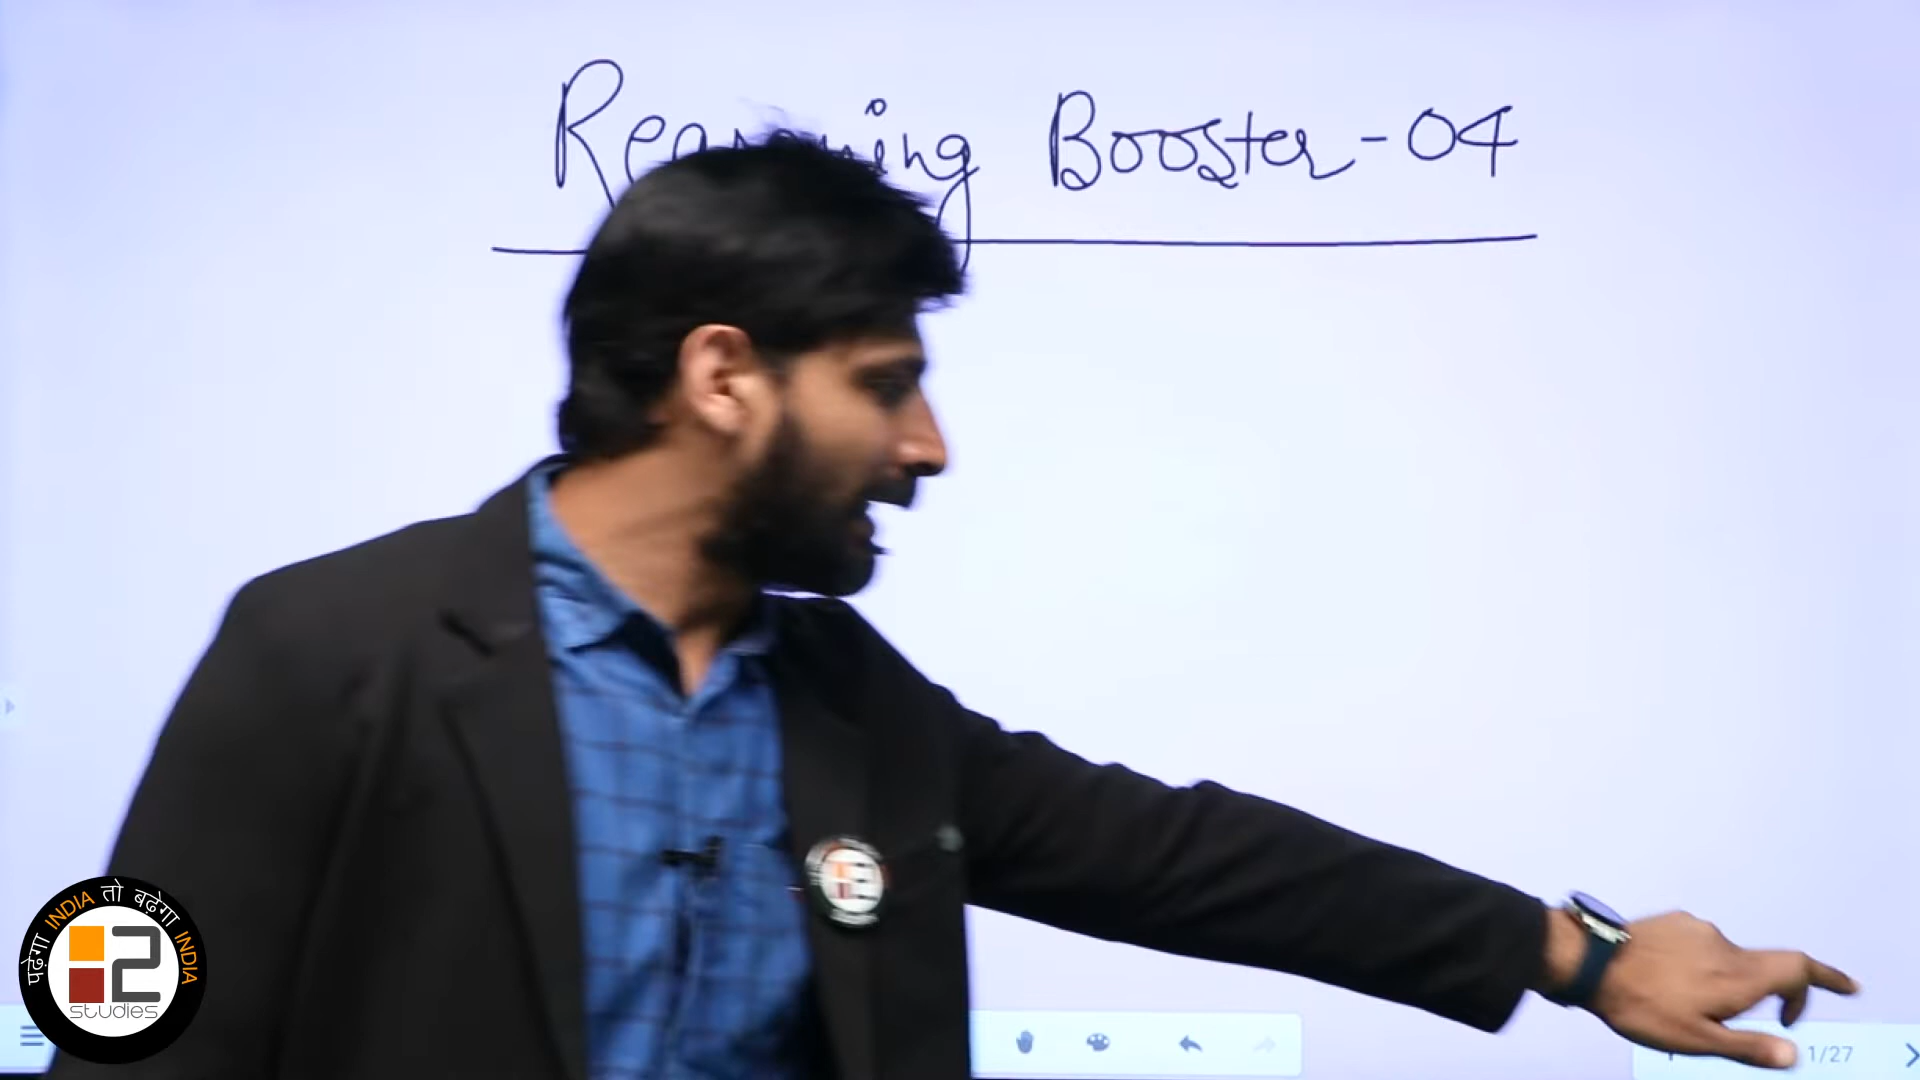 Reasoning Booster-04
पढ़ेगा INDIA तो बढ़ेगा INDIA
i2
studies
1/27